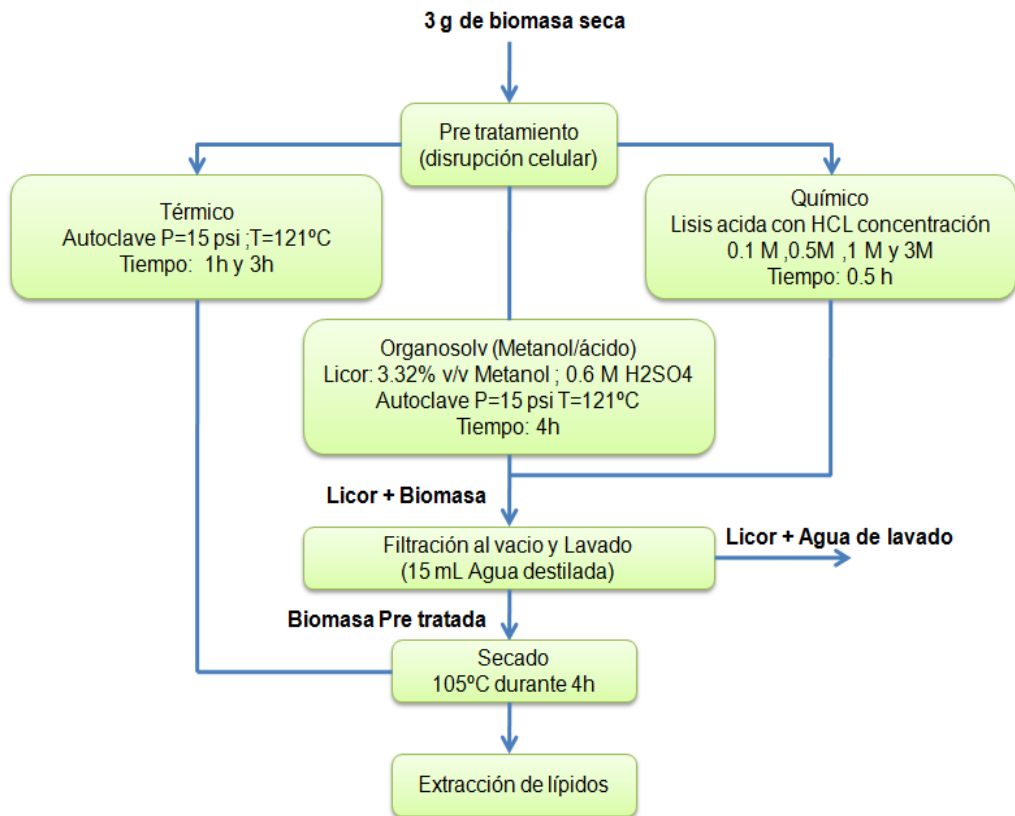 3 g de biomasa seca
Pre tratamiento
(disrupción celular)
Térmico
Autoclave P=15 psi ;T=121ºC
Tiempo: 1h y 3h
Químico
Lisis acida con HCL concentración
0.1 M ,0.5M ,1 M y 3M
Tiempo: 0.5 h
Organosolv (Metanol/ácido)
Licor: 3.32% v/v Metanol ; 0.6 M H2SO4
Autoclave P=15 psi T=121ºC
Tiempo: 4h
Licor + Biomasa
Filtración al vacio y Lavado
(15 mL Agua destilada)
Licor + Agua de lavado
Biomasa Pre tratada
Secado
105ºC durante 4h
Extracción de lípidos